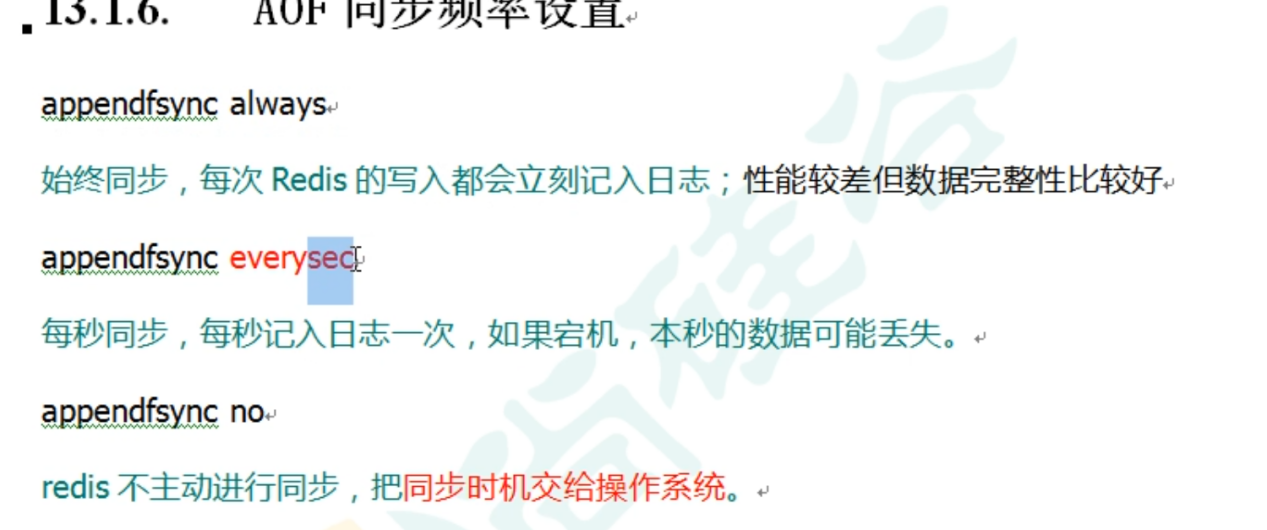 13.1.6. AOF 同步频率设置
appendfsync always
始终同步，每次 Redis 的写入都会立刻记入日志；性能较差但数据完整性比较好
appendfsync everysec
每秒同步，每秒记入日志一次，如果宕机，本秒的数据可能丢失。
appendfsync no
redis 不主动进行同步，把同步时机交给操作系统。
尚硅谷